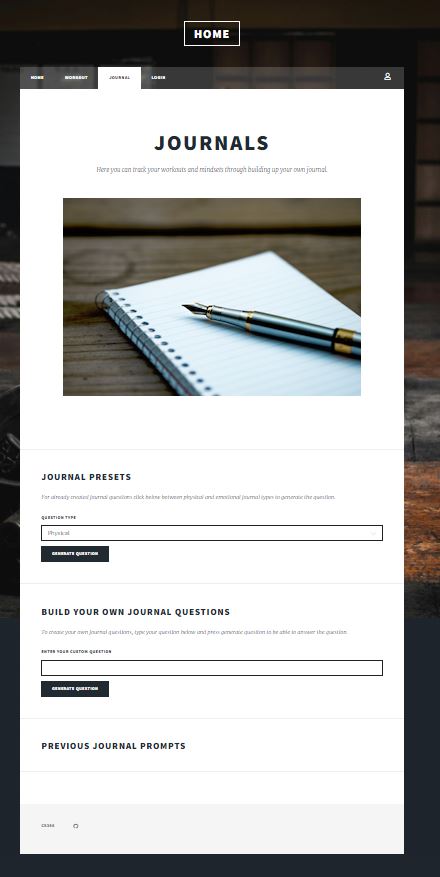 HOME
HOME WORKOUT JOURNAL LOGIN
JOURNALS
Here you can track your workouts and mindsets through building up your own journal.
JOURNAL PRESETS
For already created journal questions click below between physical and emotional journal types to generate the question.
QUESTION TYPE
Physical
GENERATE QUESTION
BUILD YOUR OWN JOURNAL QUESTIONS
To create your own journal questions, type your question below and press generate question to be able to answer the question.
ENTER YOUR CUSTOM QUESTION
GENERATE QUESTION
PREVIOUS JOURNAL PROMPTS